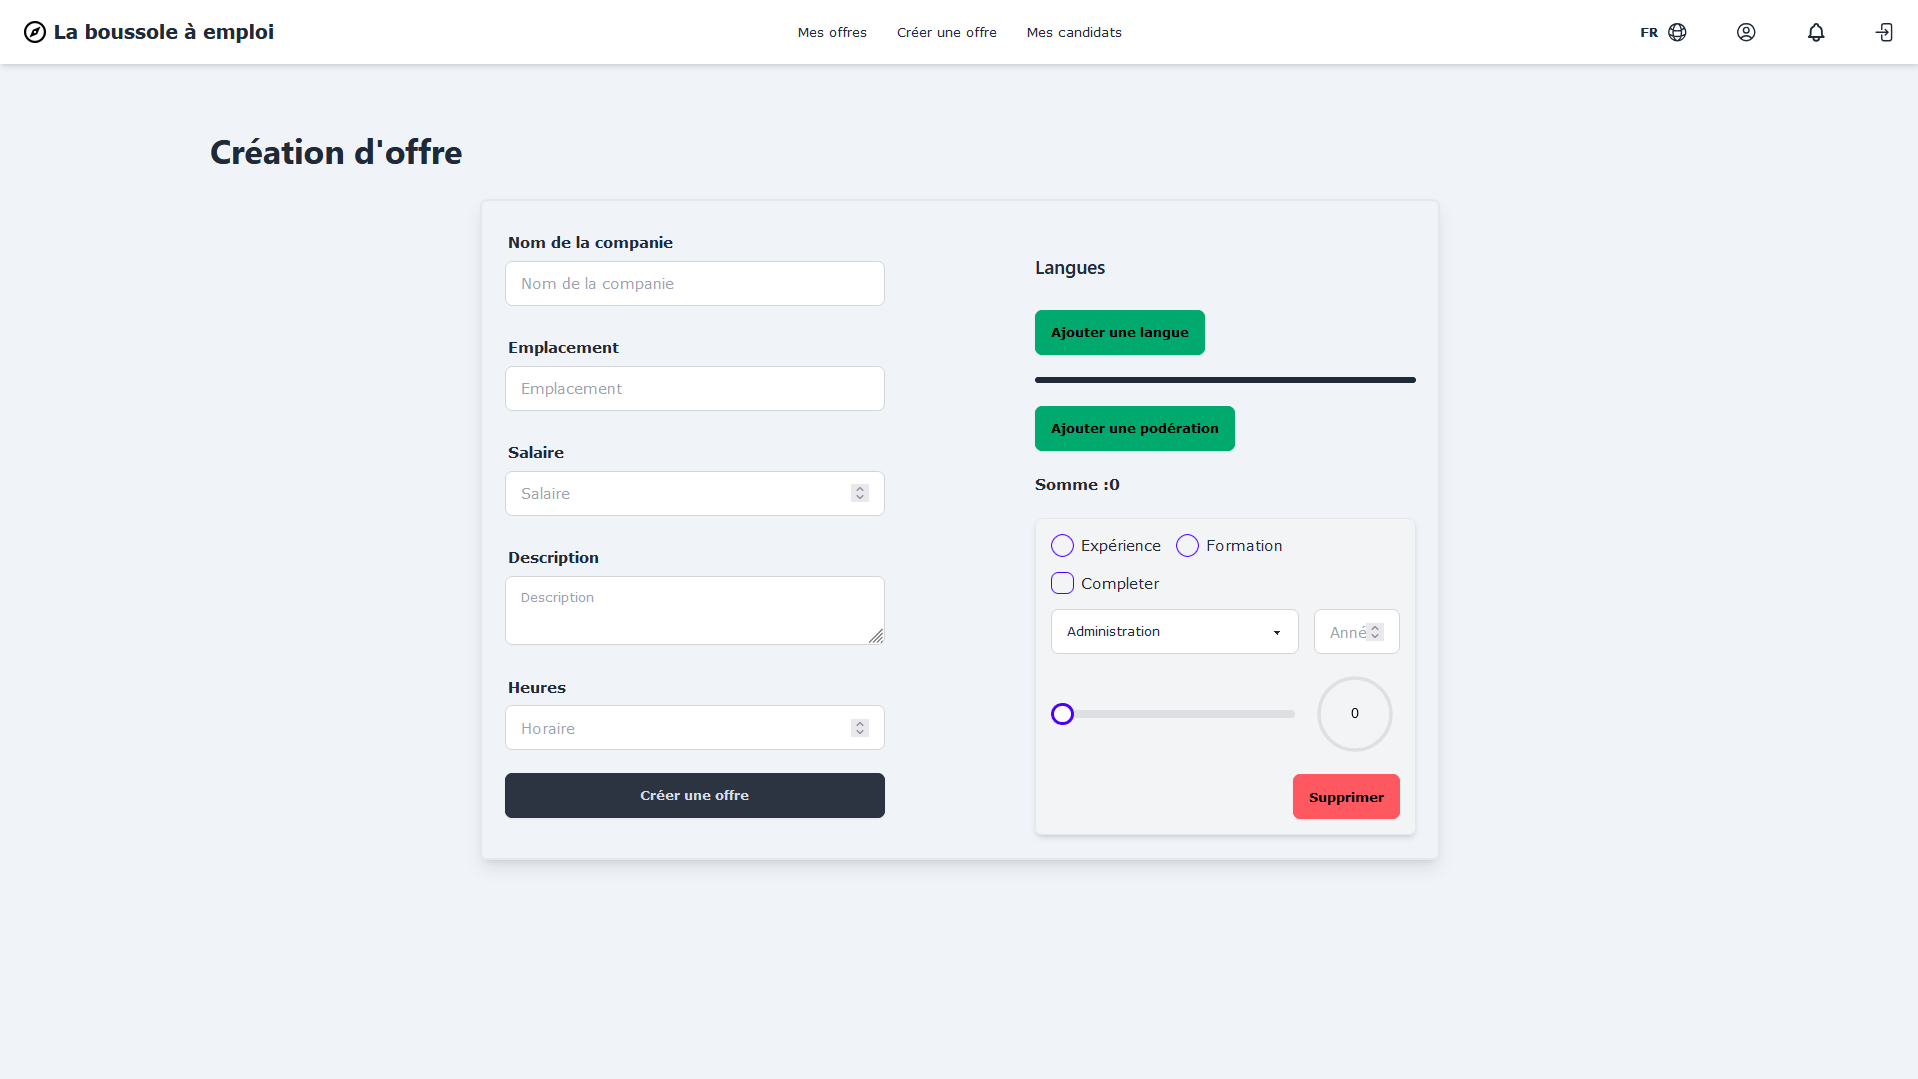 La boussole à emploi
Mes offres
Créer une offre
Mes candidats
FR
Création d'offre
Nom de la companie
Nom de la companie
Emplacement
Emplacement
Salaire
Salaire
Description
Description
Heures
Horaire
Créer une offre
Langues
Ajouter une langue
Ajouter une podération
Somme :0
Expérience
Formation
Completer
Administration
Anné
0
Supprimer